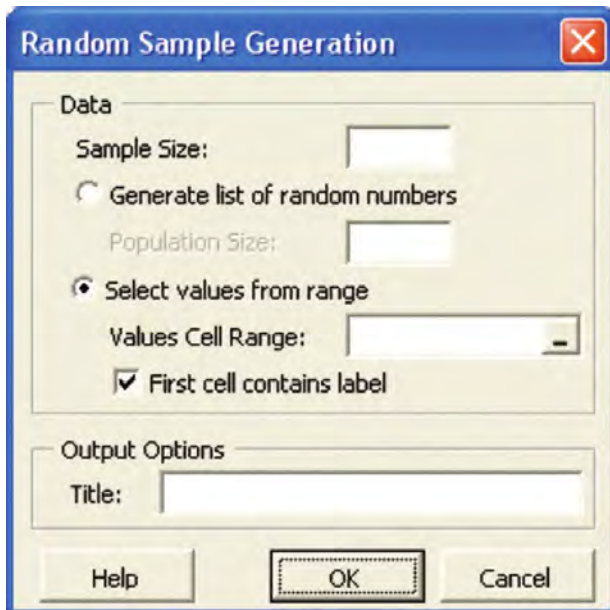 Random Sample Generation
Data
Sample Size:
Generate list of random numbers
Population Size:
Select values from range
Values Cell Range:
First cell contains label
Output Options
Title:
Help OK Cancel